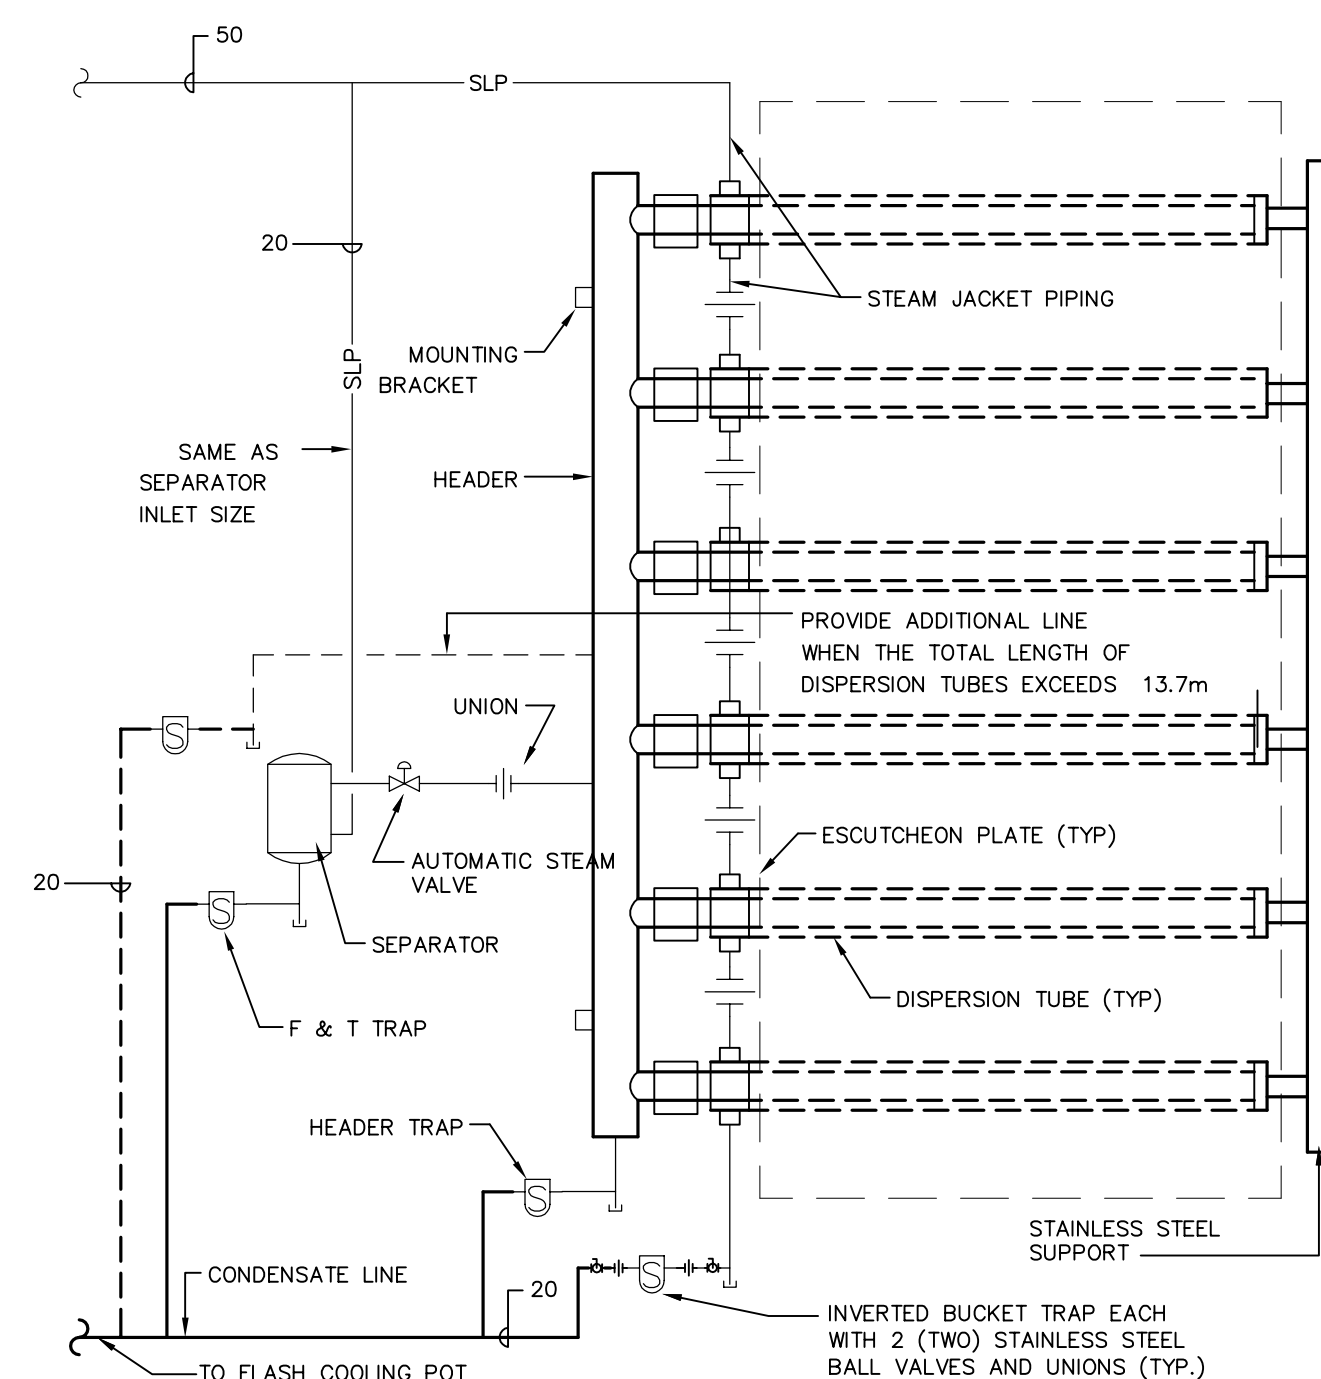 50
SLP
20
STEAM JACKET PIPING
MOUNTING
BRACKET
SLP
SAME AS
SEPARATOR
INLET SIZE
HEADER
PROVIDE ADDITIONAL LINE
WHEN THE TOTAL LENGTH OF
DISPERSION TUBES EXCEEDS 13.7m
UNION
S
ESCUTCHEON PLATE (TYP)
AUTOMATIC STEAM
VALVE
20
S
SEPARATOR
DISPERSION TUBE (TYP)
F & T TRAP
HEADER TRAP
S
STAINLESS STEEL
SUPPORT
S
CONDENSATE LINE
20
INVERTED BUCKET TRAP EACH
WITH 2 (TWO) STAINLESS STEEL
BALL VALVES AND UNIONS (TYP.)
TO FLASH COOLING POT